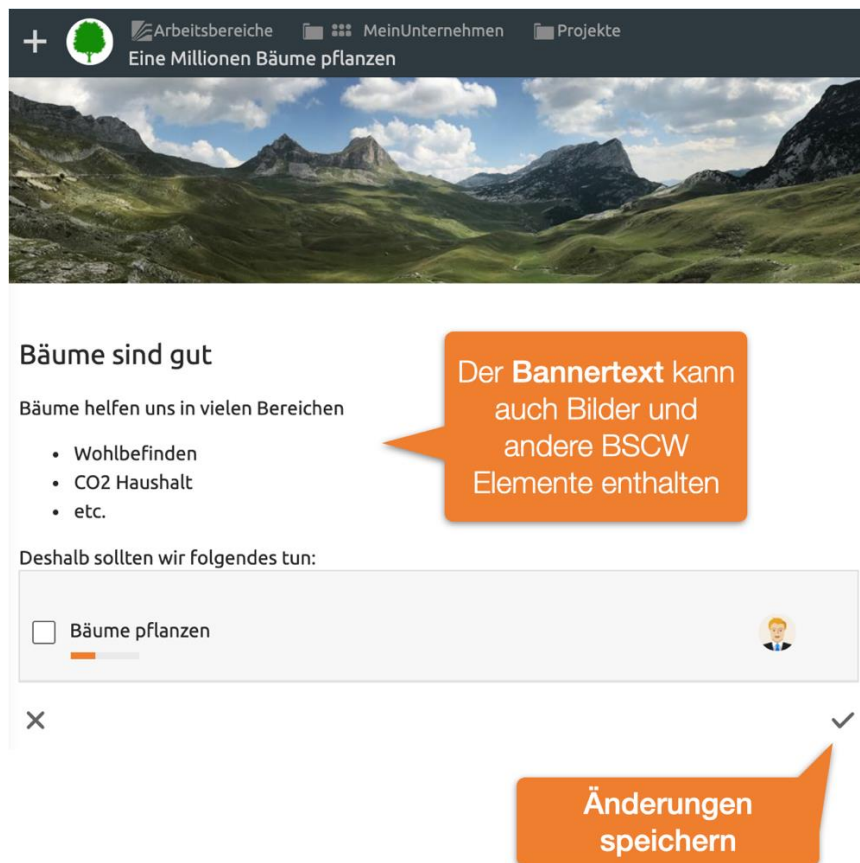 Arbeitsbereiche MeinUnternehmen Projekte
Eine Millionen Bäume pflanzen
Bäume sind gut
Bäume helfen uns in vielen Bereichen
• Wohlbefinden
• CO2 Haushalt
• etc.
Der Bannertext kann
auch Bilder und
andere BSCW
Elemente enthalten
Deshalb sollten wir folgendes tun:
Bäume pflanzen
Änderungen
speichern